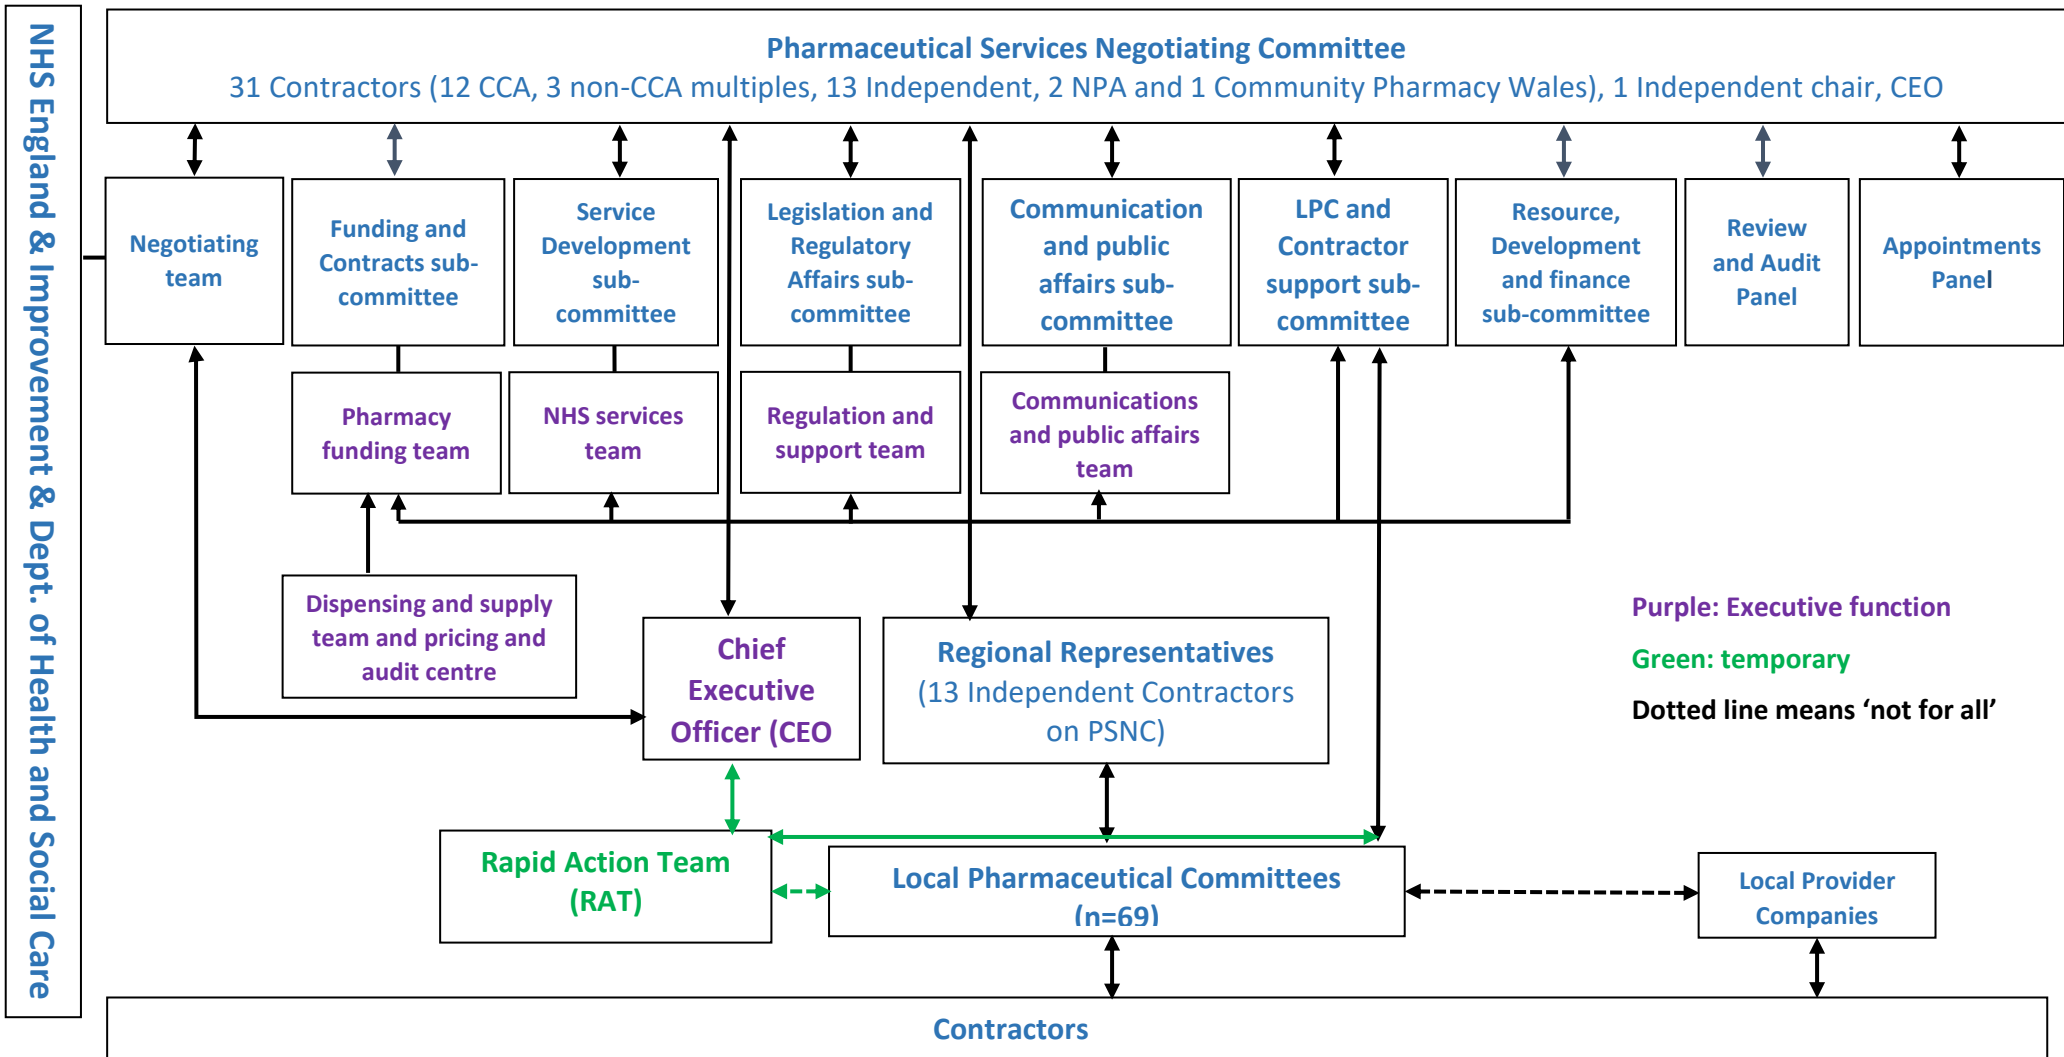 NHS England & Improvement & Dept. of Health and Social Care
Pharmaceutical Services Negotiating Committee
31 Contractors (12 CCA, 3 non-CCA multiples, 13 Independent, 2 NPA and 1 Community Pharmacy Wales), 1 Independent chair, CEO
Negotiating
team
Funding and
Contracts sub-
committee
Service
Development
sub-
committee
Legislation and
Regulatory
Affairs sub-
committee
Communication
and public
affairs sub-
committee
LPC and
Contractor
support sub-
committee
Resource,
Development
and finance
sub-committee
Review
and Audit
Panel
Appointments
Panel
Pharmacy
funding team
NHS services
team
Regulation and
support team
Communications
and public affairs
team
Dispensing and supply
team and pricing and
audit centre
Chief
Executive
Officer (CEO
Regional Representatives
(13 Independent Contractors
on PSNC)
Purple: Executive function
Green: temporary
Dotted line means ‘not for all’
Rapid Action Team
(RAT)
Local Pharmaceutical Committees
(n=69)
Local Provider
Companies
Contractors